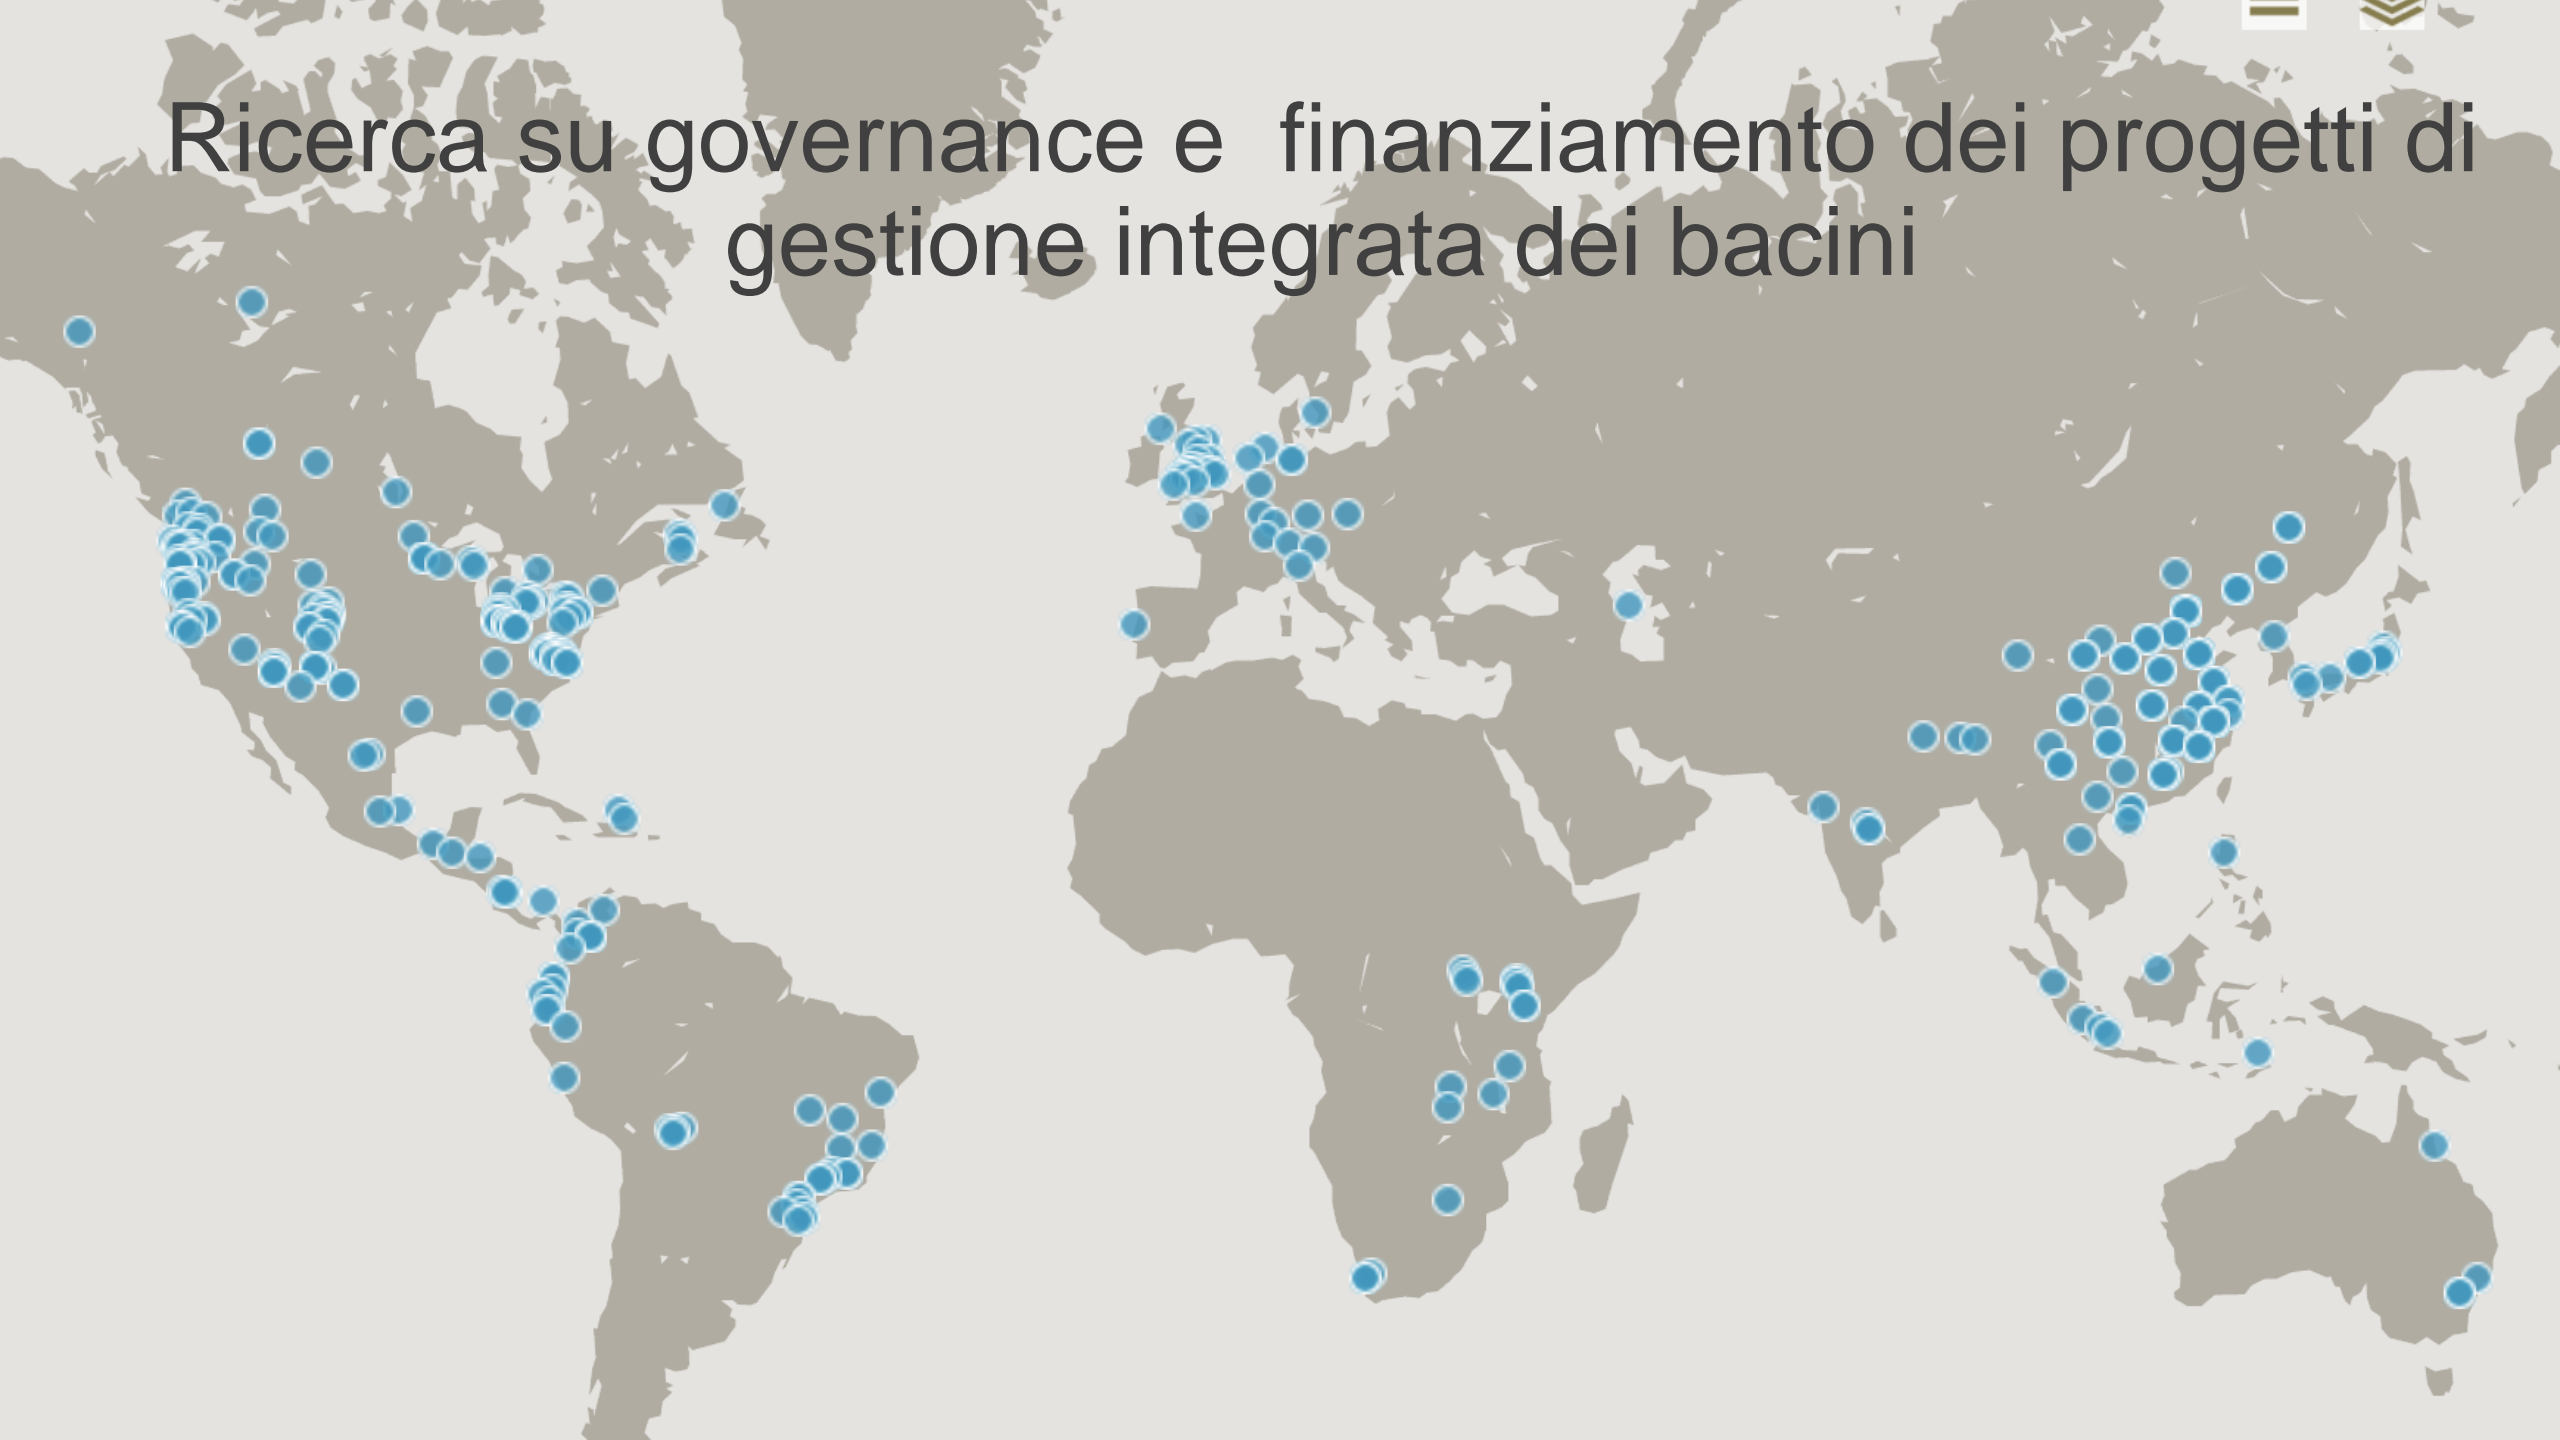 Ricerca su governance e  finanziamento dei progetti di
gestione integrata dei bacini